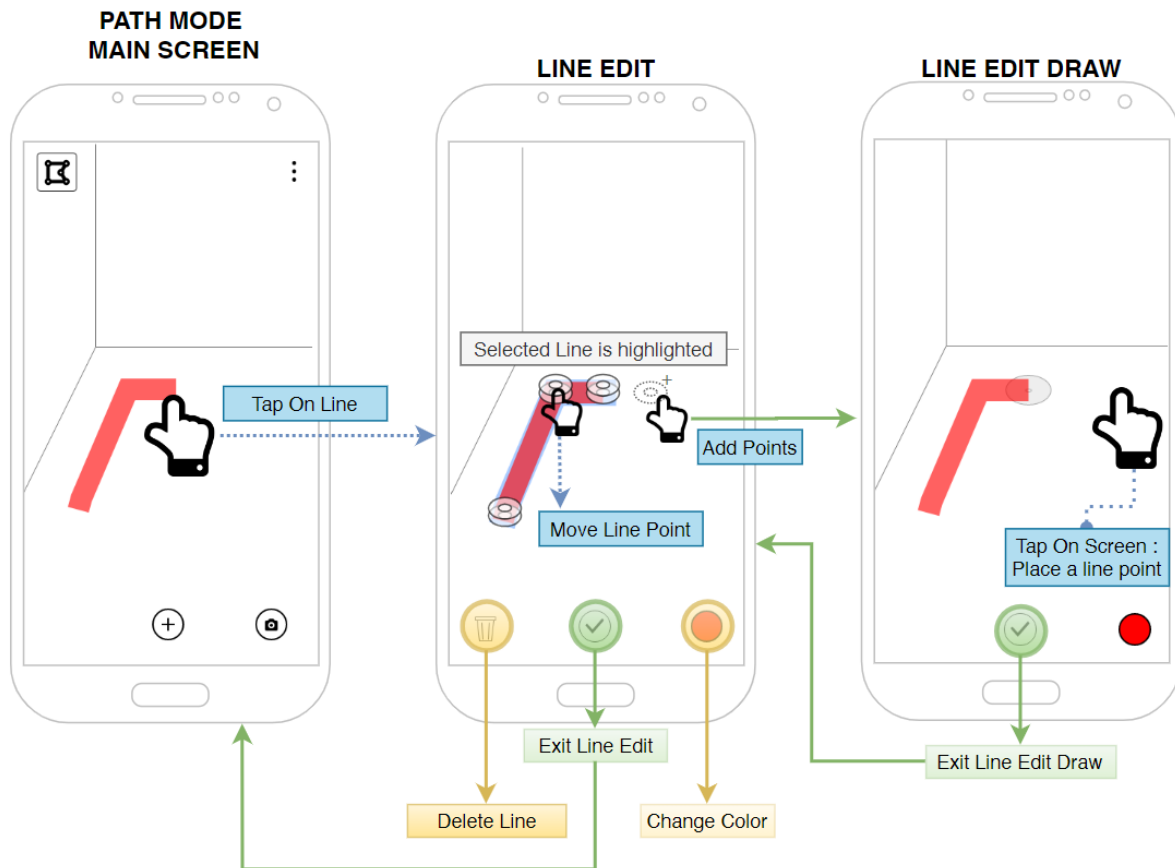 PATH MODE
MAIN SCREEN
LINE EDIT
LINE EDIT DRAW
Selected Line is highlighted
Tap On Line
Add Points
Move Line Point
Tap On Screen :
Place a line point
Exit Line Edit
Exit Line Edit Draw
Delete Line
Change Color